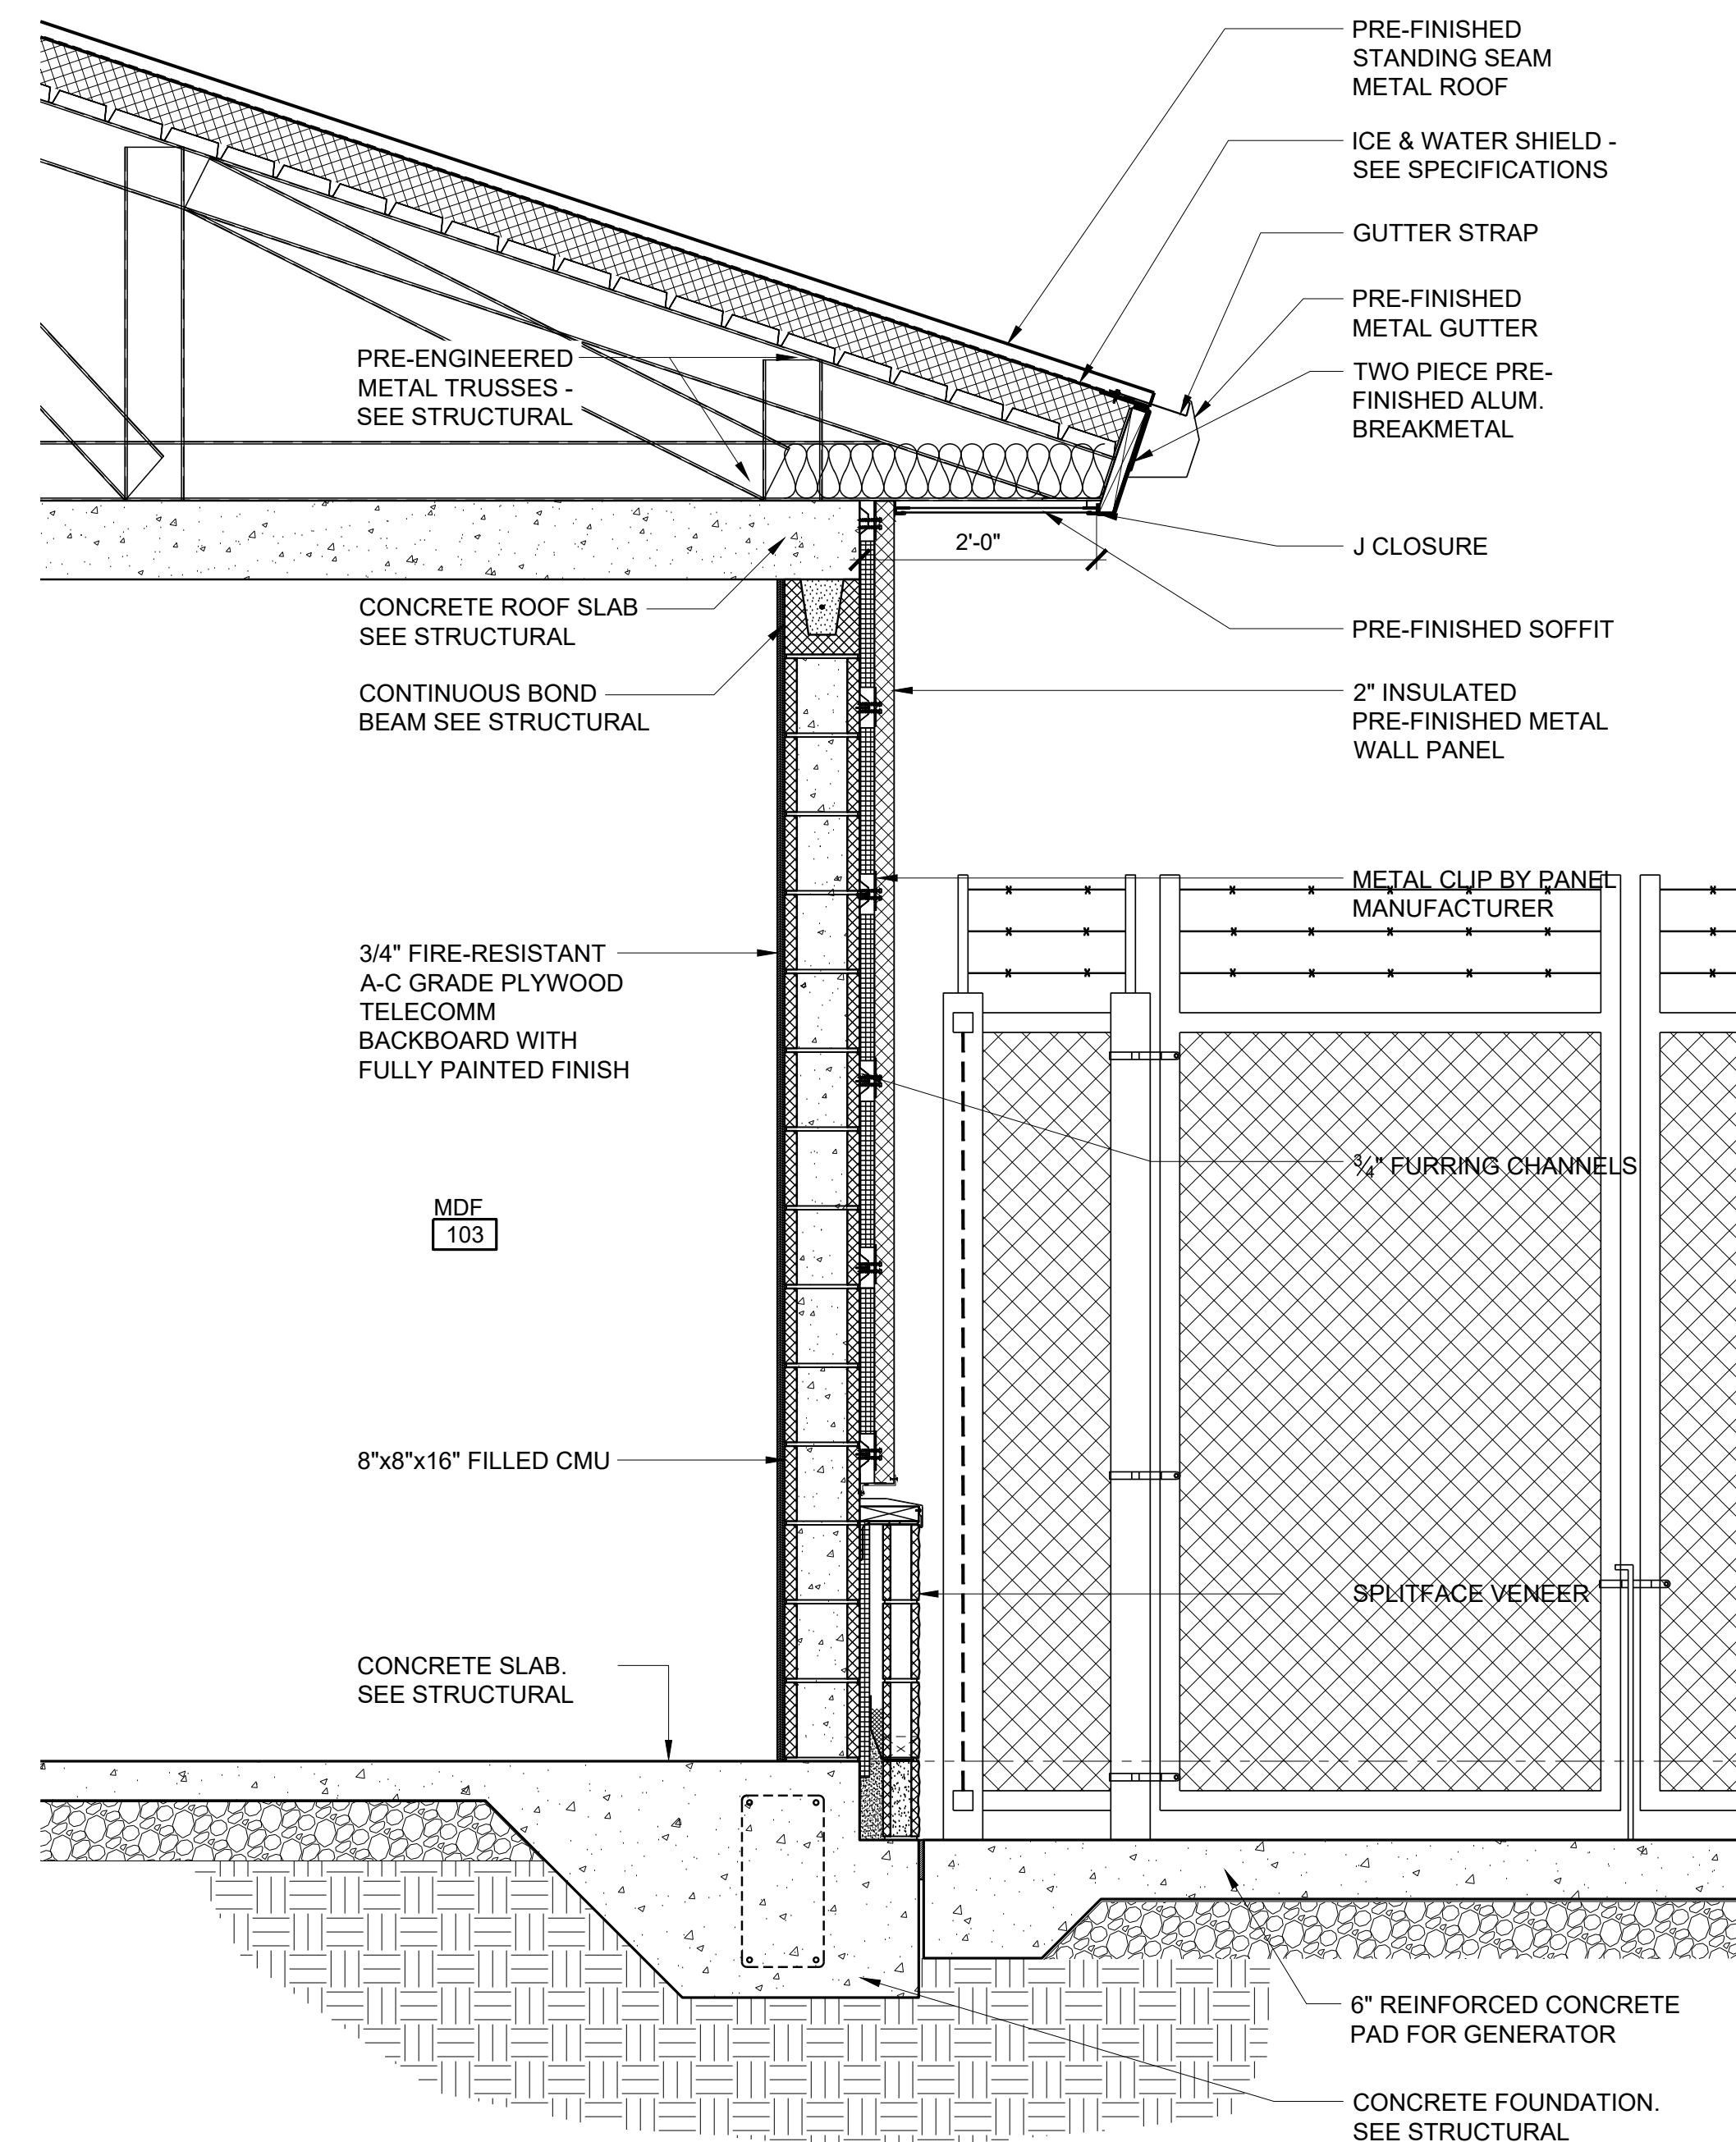 PRE-FINISHED
STANDING SEAM
METAL ROOF
ICE & WATER SHIELD -
SEE SPECIFICATIONS
GUTTER STRAP
PRE-FINISHED
METAL GUTTER
TWO PIECE PRE-
FINISHED ALUM.
BREAKMETAL
PRE-ENGINEERED
METAL TRUSSES -
SEE STRUCTURAL
2'-0"
J CLOSURE
CONCRETE ROOF SLAB
SEE STRUCTURAL
PRE-FINISHED SOFFIT
CONTINUOUS BOND
BEAM SEE STRUCTURAL
2" INSULATED
PRE-FINISHED METAL
WALL PANEL
METAL CLIP BY PANEL
MANUFACTURER
3/4" FIRE-RESISTANT
A-C GRADE PLYWOOD
TELECOMM
BACKBOARD WITH
FULLY PAINTED FINISH
¾" FURRING CHANNELS
MDF
103
8"x8"x16" FILLED CMU
SPLITFACE VENEER
CONCRETE SLAB.
SEE STRUCTURAL
6" REINFORCED CONCRETE
PAD FOR GENERATOR
CONCRETE FOUNDATION.
SEE STRUCTURAL